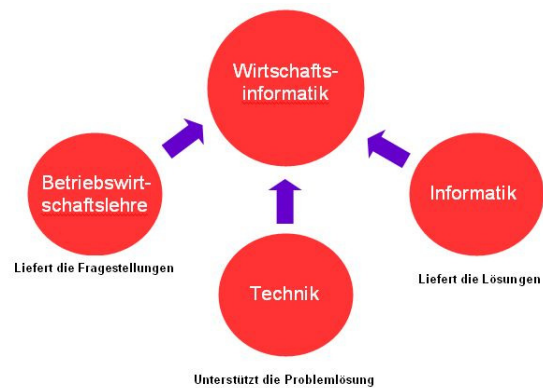 Wirtschafts-
informatik
Betriebswirt-
schaftslehre
Liefert die Fragestellungen
Informatik
Liefert die Lösungen
Technik
Unterstützt die Problemlösung